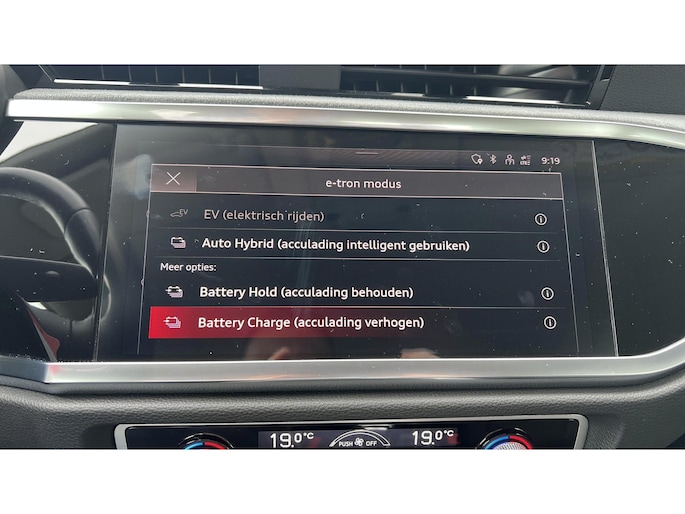 9:19
e-tron modus
EV
EV (elektrisch rijden)
Auto Hybrid (acculading intelligent gebruiken)
Meer opties:
Battery Hold (acculading behouden)
Battery Charge (acculading verhogen)
19.0°C
PUSH
OFF
19.0°C